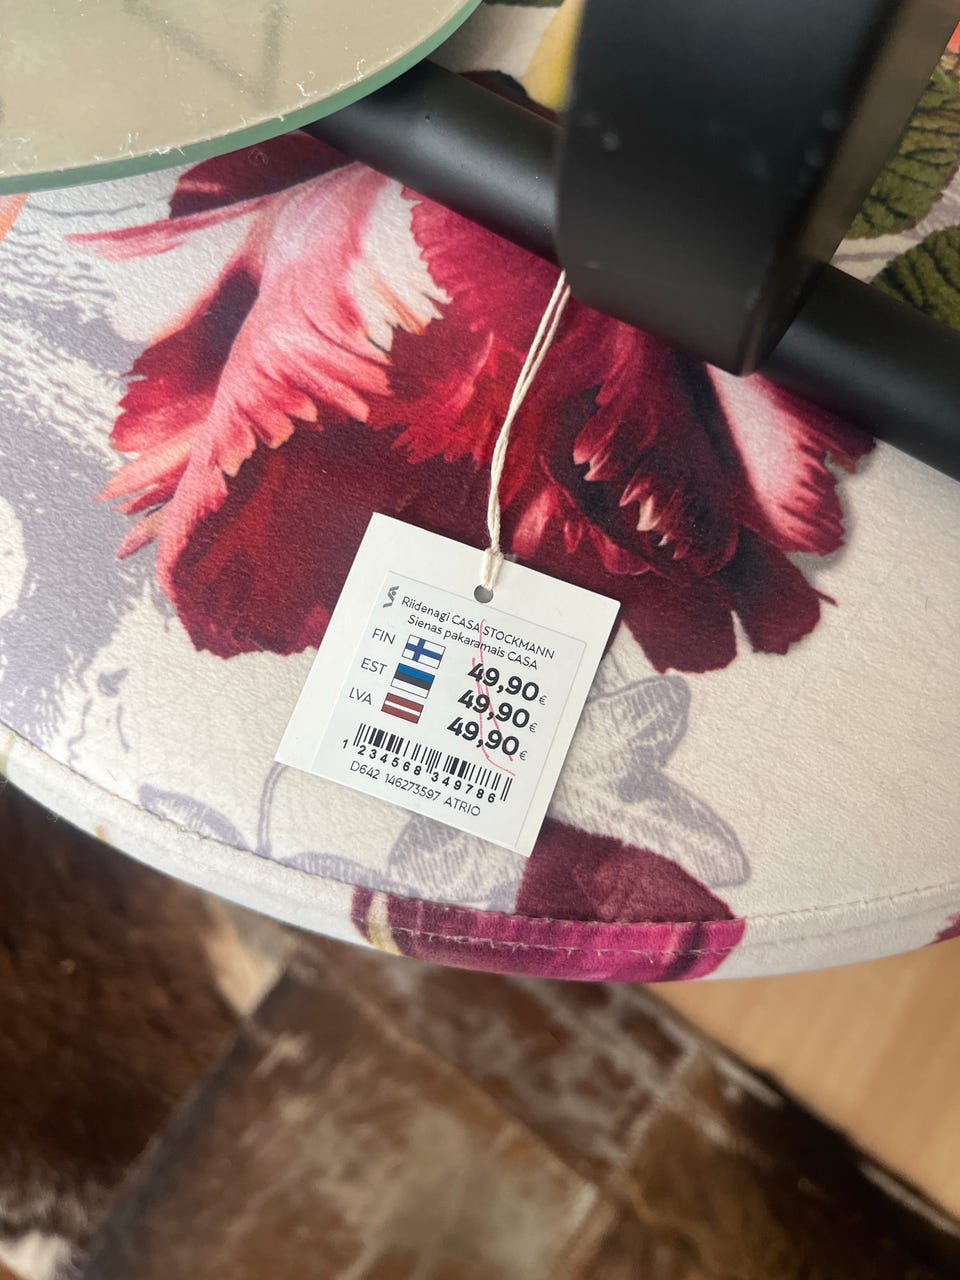 Riidenagi CASA STOCKMANN
Sienas pakaramais CASA
FIN 49,90€
EST 49,90€
LVA 49,90€
1 234568 349786
D642 146273597 ATRIO